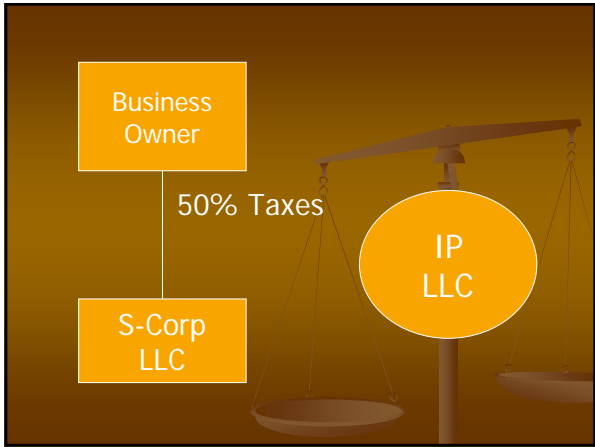 Business
Owner
50% Taxes
IP
LLC
S-Corp
LLC